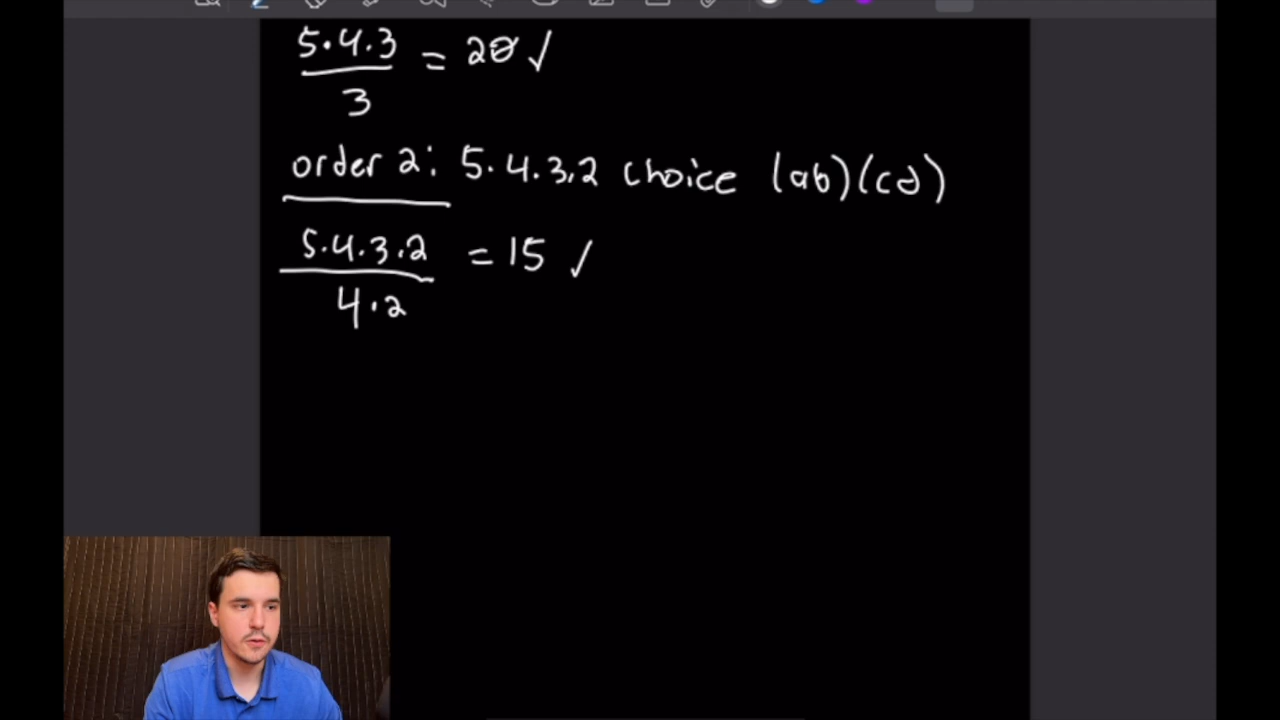 5·4·3
――― = 20 ✓
3
order 2: 5·4·3·2 choice (ab)(cd)
5·4·3·2
――― = 15 ✓
4·2